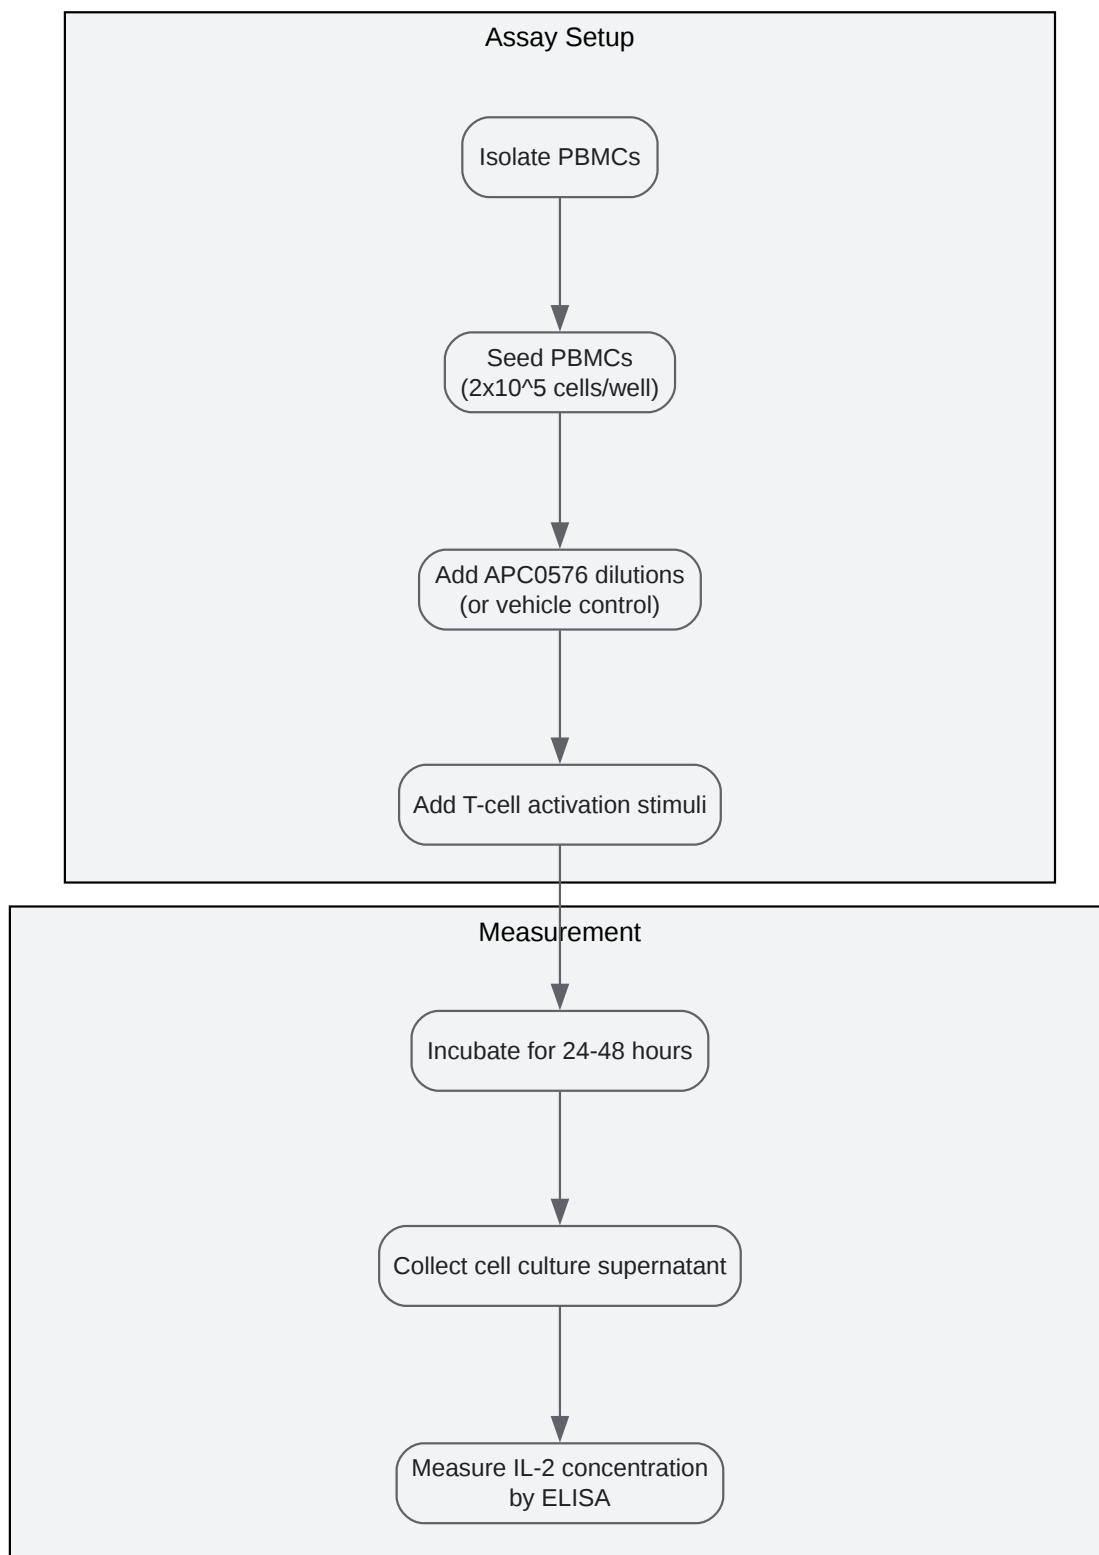 Assay Setup
Isolate PBMCs
Seed PBMCs
(2x10^5 cells/well)
Add APC0576 dilutions
(or vehicle control)
Add T-cell activation stimuli
Measurement
Incubate for 24-48 hours
Collect cell culture supernatant
Measure IL-2 concentration
by ELISA